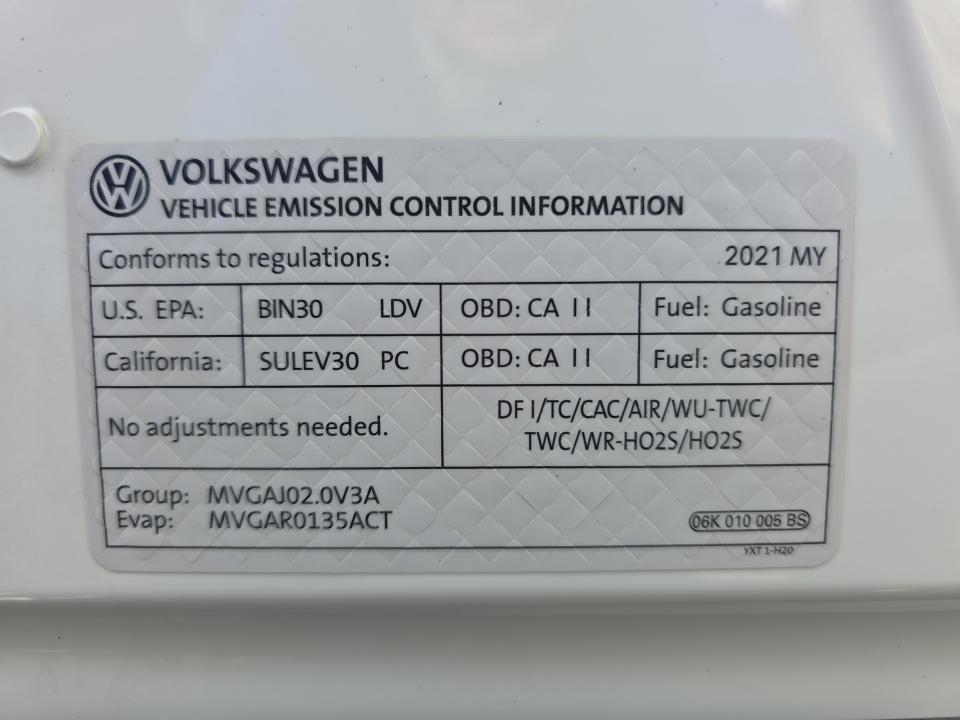 VOLKSWAGEN
VEHICLE EMISSION CONTROL INFORMATION
Conforms to regulations: 2021 MY
U.S. EPA: BIN30 LDV OBD: CA II Fuel: Gasoline
California: SULEV30 PC OBD: CA II Fuel: Gasoline
No adjustments needed.
DFI/TC/CAC/AIR/WU-TWC/
TWC/WR-HO2S/HO2S
Group: MVGAJ02.0V3A
Evap: MVGAR0135ACT
06K 010 005 BS
YXT 1-H20